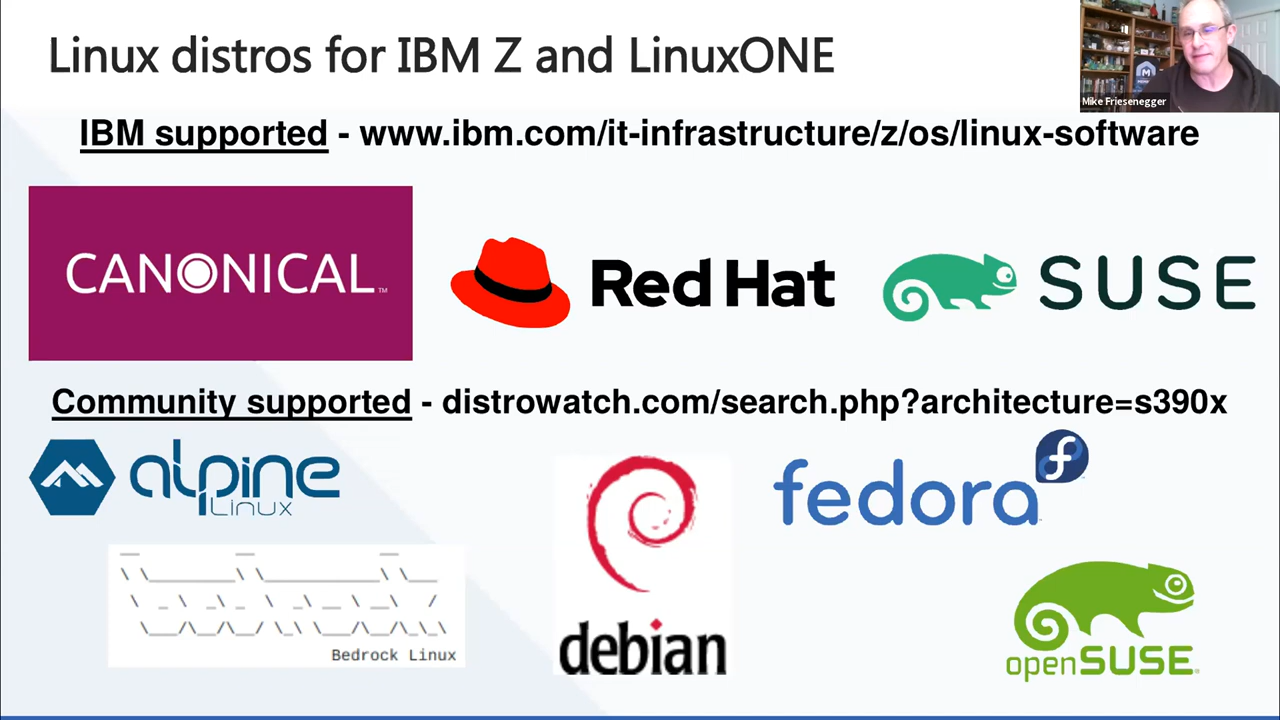 Linux distros for IBM Z and LinuxONE
Mike Friesenegger
IBM supported - www.ibm.com/it-infrastructure/z/os/linux-software
CANONICAL™
Red Hat
SUSE
Community supported - distrowatch.com/search.php?architecture=s390x
alpine
Linux
fedora
debian
Bedrock Linux
openSUSE